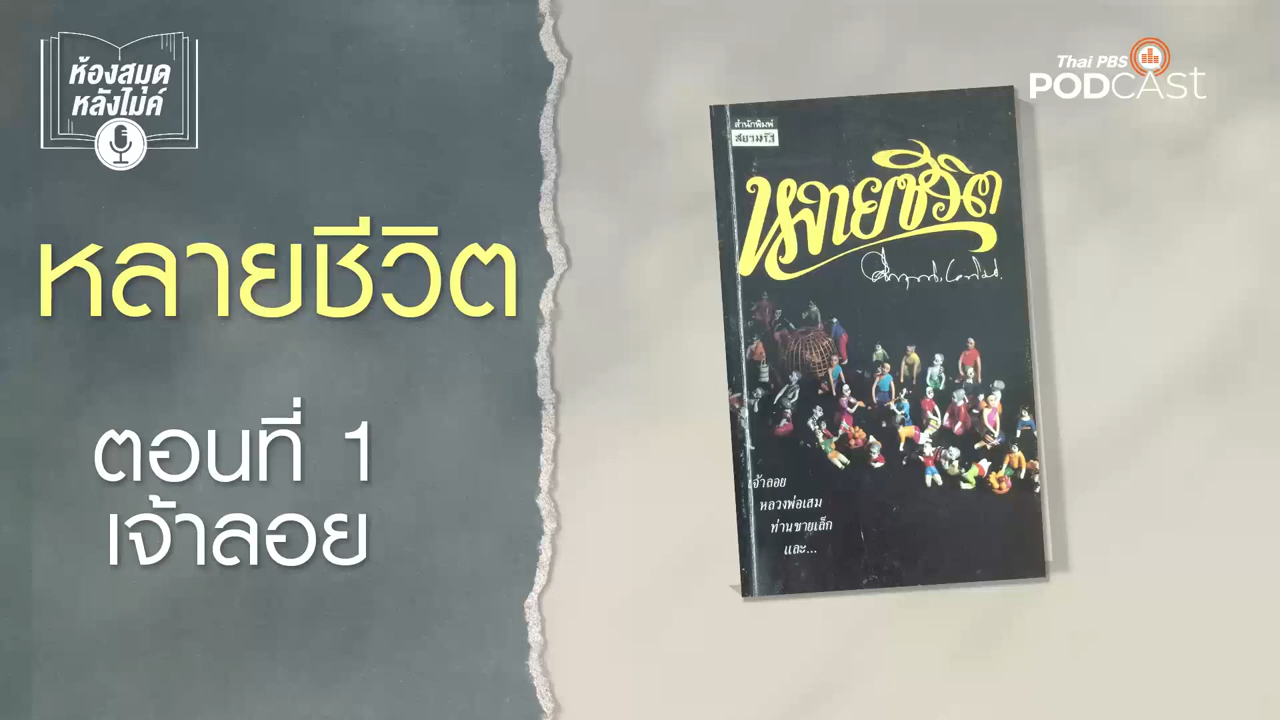 ห้องสมุด
หลังไมค์
Thai PBS
PODCAst
หลายชีวิต
ตอนที่ 1
เจ้าลอย
สำนักพิมพ์
สยามรัฐ
หลายชีวิต
เจ้าลอย
หลวงพ่อเสม
ท่านชายเล็ก
และ...